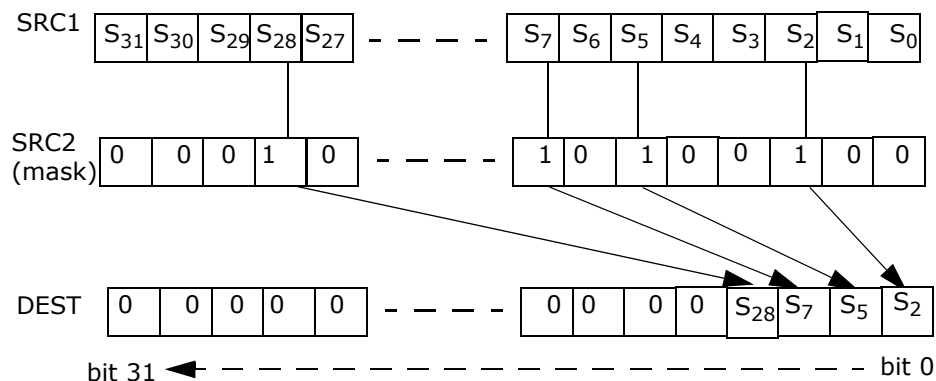 SRC1 S31 S30 S29 S28 S27 S7 S6 S5 S4 S3 S2 S1 S0
SRC2 (mask) 0 0 0 1 0 1 0 1 0 0 1 0 0
DEST 0 0 0 0 0 0 0 0 0 S28 S7 S5 S2
bit 31 bit 0